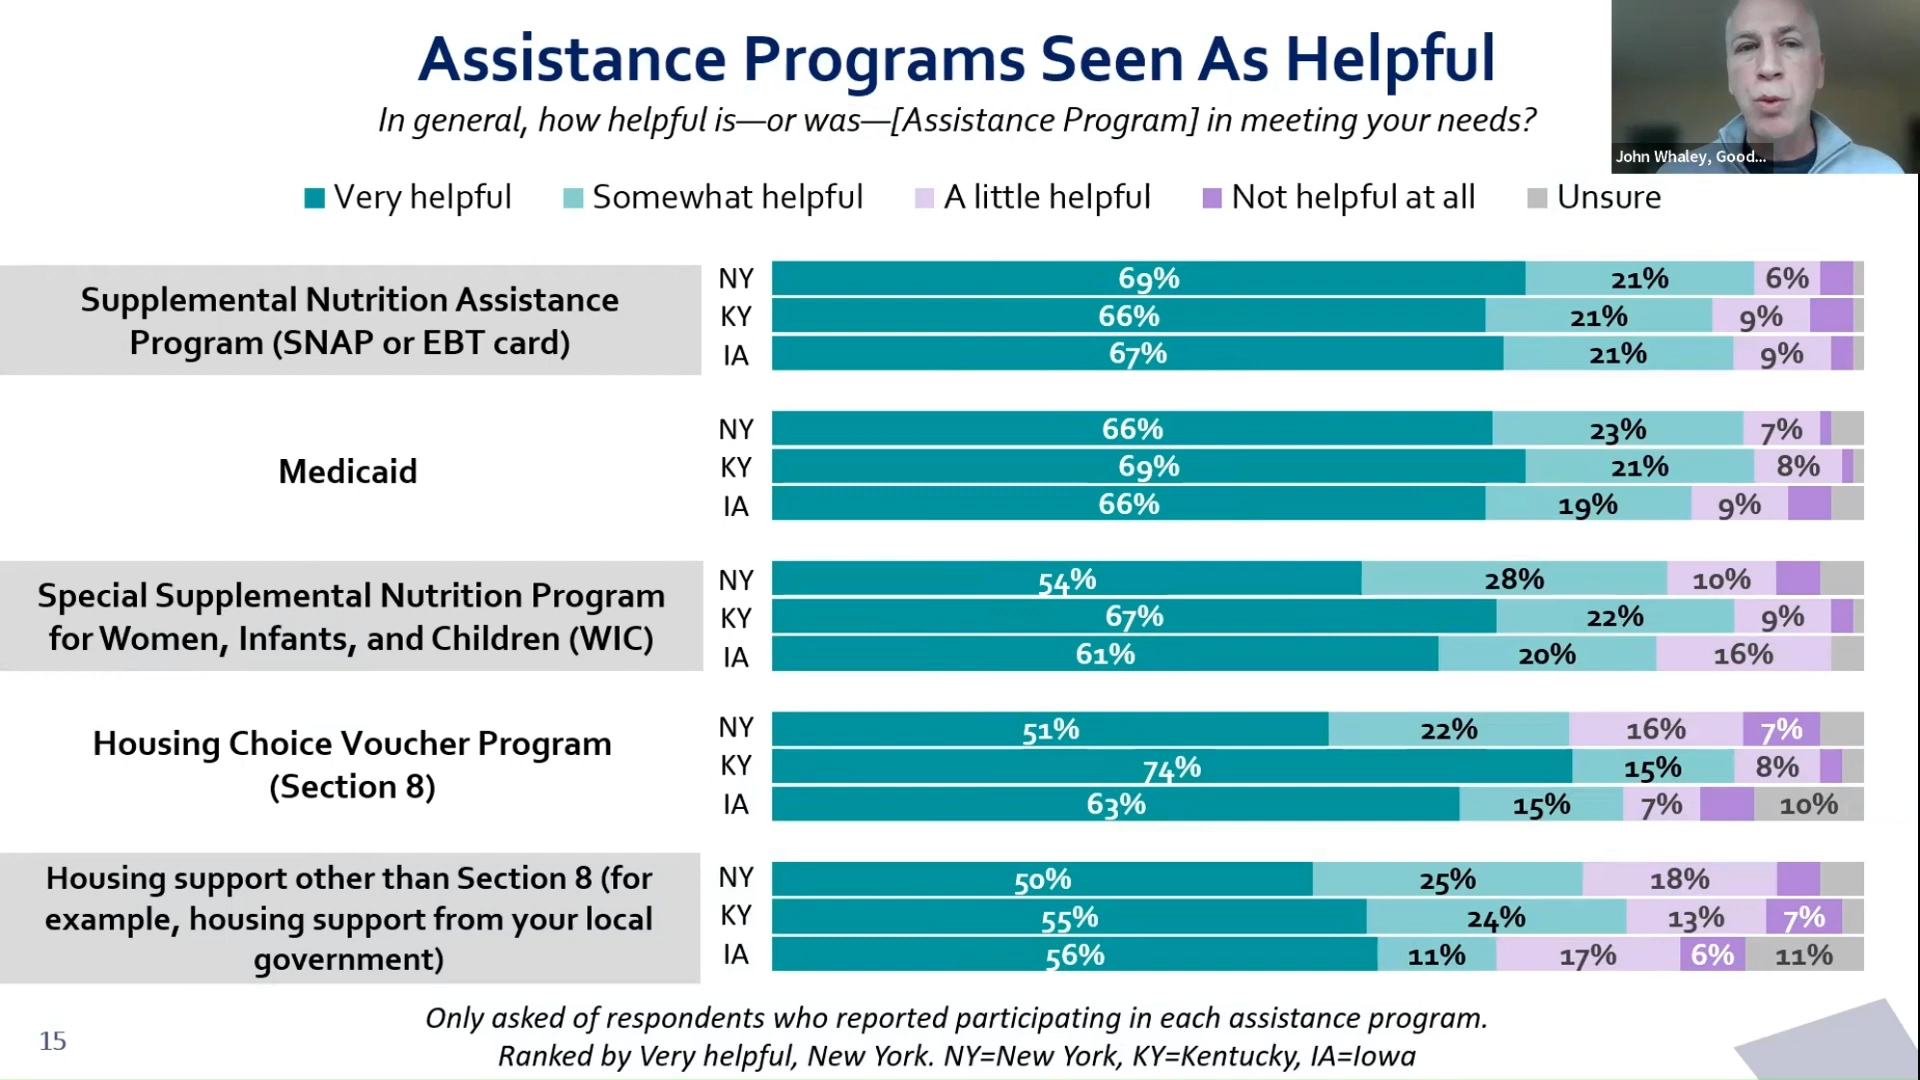 Assistance Programs Seen As Helpful
In general, how helpful is—or was—[Assistance Program] in meeting your needs?
John Whaley, Good...
Very helpful Somewhat helpful A little helpful Not helpful at all Unsure
Supplemental Nutrition Assistance
Program (SNAP or EBT card)
NY 69% 21% 6%
KY 66% 21% 9%
IA 67% 21% 9%
Medicaid
NY 66% 23% 7%
KY 69% 21% 8%
IA 66% 19% 9%
Special Supplemental Nutrition Program
for Women, Infants, and Children (WIC)
NY 54% 28% 10%
KY 67% 22% 9%
IA 61% 20% 16%
Housing Choice Voucher Program
(Section 8)
NY 51% 22% 16% 7%
KY 74% 15% 8%
IA 63% 15% 7% 10%
Housing support other than Section 8 (for
example, housing support from your local
government)
NY 50% 25% 18%
KY 55% 24% 13% 7%
IA 56% 11% 17% 6% 11%
Only asked of respondents who reported participating in each assistance program.
Ranked by Very helpful, New York. NY=New York, KY=Kentucky, IA=Iowa
15